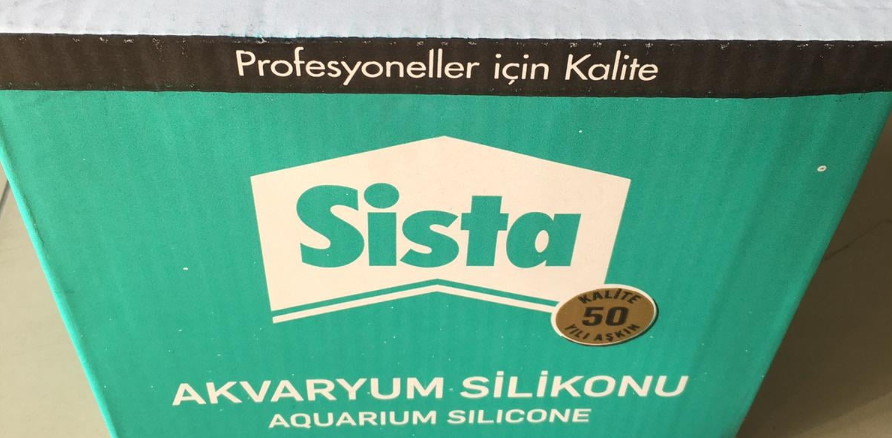 Profesyoneller için Kalite
Sista
KALİTE
50
YILI AŞKIN
AKVARYUM SİLİKONU
AQUARIUM SILICONE